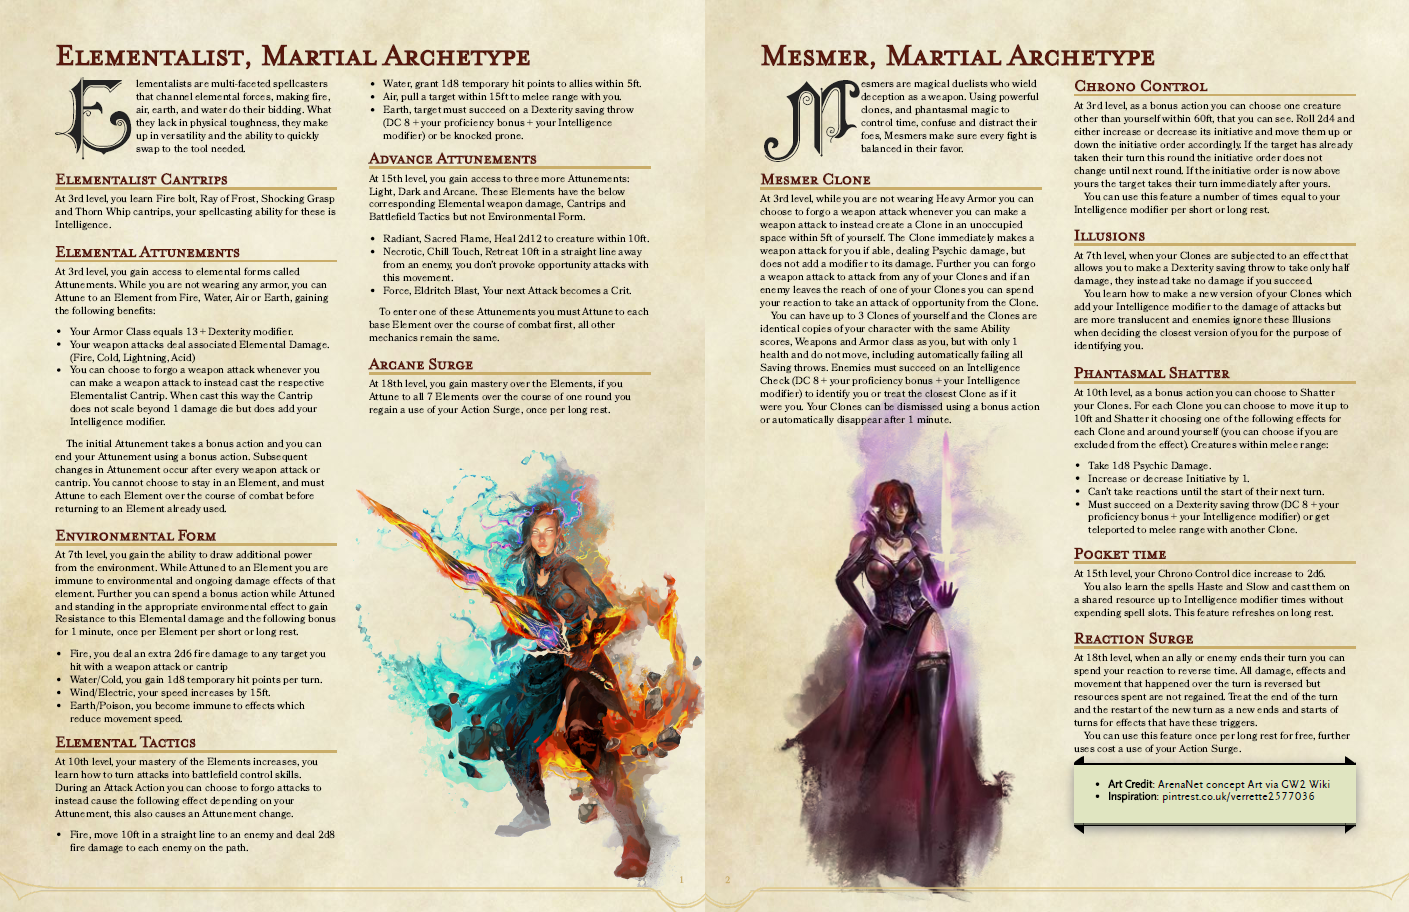 Elementalist, Martial Archetype
Elementalists are multi-faceted spellcasters
that channel elemental forces, making fire,
air, earth, and water do their bidding. What
they lack in physical toughness, they make
up in versatility and the ability to quickly
swap to the tool needed.
Elementalist Cantrips
At 3rd level, you learn Fire bolt, Ray of Frost, Shocking Grasp
and Thorn Whip cantrips, your spellcasting ability for these is
Intelligence.
Elemental Attunements
At 3rd level, you gain access to elemental forms called
Attunements. While you are not wearing any armor, you can
Attune to an Element from Fire, Water, Air or Earth, gaining
the following benefits:
• Your Armor Class equals 13 + Dexterity modifier.
• Your weapon attacks deal associated Elemental Damage.
(Fire, Cold, Lightning, Acid)
• You can choose to forgo a weapon attack whenever you
can make a weapon attack to instead cast the respective
Elementalist Cantrip. When cast this way the Cantrip
does not scale beyond 1 damage die but does add your
Intelligence modifier.
The initial Attunement takes a bonus action and you can
end your Attunement using a bonus action. Subsequent
changes in Attunement occur after every weapon attack or
cantrip. You cannot choose to stay in an Element, and must
Attune to each Element over the course of combat before
returning to an Element already used.
Environmental Form
At 7th level, you gain the ability to draw additional power
from the environment. While Attuned to an Element you are
immune to environmental and ongoing damage effects of that
element. Further you can spend a bonus action while Attuned
and standing in the appropriate environmental effect to gain
Resistance to this Elemental damage and the following bonus
for 1 minute, once per Element per short or long rest.
• Fire, you deal an extra 2d6 fire damage to any target you
hit with a weapon attack or cantrip
• Water/Cold, you gain 1d8 temporary hit points per turn.
• Wind/Electric, your speed increases by 15ft.
• Earth/Poison, you become immune to effects which
reduce movement speed.
Elemental Tactics
At 10th level, your mastery of the Elements increases, you
learn how to turn attacks into battlefield control skills.
During an Attack Action you can choose to forgo attacks to
instead cause the following effect depending on your
Attunement, this also causes an Attunement change.
• Fire, move 10ft in a straight line to an enemy and deal 2d8
fire damage to each enemy on the path.
• Water, grant 1d8 temporary hit points to allies within 5ft.
• Air, pull a target within 15ft to melee range with you.
• Earth, target must succeed on a Dexterity saving throw
(DC 8 + your proficiency bonus + your Intelligence
modifier) or be knocked prone.
Advance Attunements
At 15th level, you gain access to three more Attunements:
Light, Dark and Arcane. These Elements have the below
corresponding Elemental weapon damage, Cantrips and
Battlefield Tactics but not Environmental Form.
• Radiant, Sacred Flame, Heal 2d12 to creature within 10ft.
• Necrotic, Chill Touch, Retreat 10ft in a straight line away
from an enemy, you don't provoke opportunity attacks with
this movement.
• Force, Eldritch Blast, Your next Attack becomes a Crit.
To enter one of these Attunements you must Attune to each
base Element over the course of combat first, all other
mechanics remain the same.
Arcane Surge
At 18th level, you gain mastery over the Elements, if you
Attune to all 7 Elements over the course of one round you
regain a use of your Action Surge, once per long rest.
1
Mesmer, Martial Archetype
Mesmers are magical duelists who wield
deception as a weapon. Using powerful
clones, and phantasmal magic to
control time, confuse and distract their
foes, Mesmers make sure every fight is
balanced in their favor.
Mesmer Clone
At 3rd level, while you are not wearing Heavy Armor you can
choose to forgo a weapon attack whenever you can make a
weapon attack to instead create a Clone in an unoccupied
space within 5ft of yourself. The Clone immediately makes a
weapon attack for you if able, dealing Psychic damage, but
does not add a modifier to its damage. Further you can forgo
a weapon attack to attack from any of your Clones and if an
enemy leaves the reach of one of your Clones you can spend
your reaction to take an attack of opportunity from the Clone.
You can have up to 3 Clones of yourself and the Clones are
identical copies of your character with the same Ability
scores, Weapons and Armor class as you, but with only 1
health and do not move, including automatically failing all
Saving throws. Enemies must succeed on an Intelligence
Check (DC 8 + your proficiency bonus + your Intelligence
modifier) to identify you or treat the closest Clone as if it
were you. Your Clones can be dismissed using a bonus action
or automatically disappear after 1 minute.
Chrono Control
At 3rd level, as a bonus action you can choose one creature
other than yourself within 60ft, that you can see. Roll 2d4 and
either increase or decrease its initiative and move them up or
down the initiative order accordingly. If the target has already
taken their turn this round the initiative order does not
change until next round. If the initiative order is now above
yours the target takes their turn immediately after yours.
You can use this feature a number of times equal to your
Intelligence modifier per short or long rest.
Illusions
At 7th level, when your Clones are subjected to an effect that
allows you to make a Dexterity saving throw to take only half
damage, they instead take no damage if you succeed.
You learn how to make a new version of your Clones which
add your Intelligence modifier to the damage of attacks but
are more translucent and enemies ignore these Illusions
when deciding the closest version of you for the purpose of
identifying you.
Phantasmal Shatter
At 10th level, as a bonus action you can choose to Shatter
your Clones. For each Clone you can choose to move it up to
10ft and Shatter it choosing one of the following effects for
each Clone and around yourself (you can choose if you are
excluded from the effect). Creatures within melee range:
• Take 1d8 Psychic Damage.
• Increase or decrease Initiative by 1.
• Can't take reactions until the start of their next turn.
• Must succeed on a Dexterity saving throw (DC 8 + your
proficiency bonus + your Intelligence modifier) or get
teleported to melee range with another Clone.
Pocket time
At 15th level, your Chrono Control dice increase to 2d6.
You also learn the spells Haste and Slow and cast them on
a shared resource up to Intelligence modifier times without
expending spell slots. This feature refreshes on long rest.
Reaction Surge
At 18th level, when an ally or enemy ends their turn you can
spend your reaction to reverse time. All damage, effects and
movement that happened over the turn is reversed but
resources spent are not regained. Treat the end of the turn
and the restart of the new turn as a new ends and starts of
turns for effects that have these triggers.
You can use this feature once per long rest for free, further
uses cost a use of your Action Surge.
• Art Credit: ArenaNet concept Art via GW2 Wiki
• Inspiration: pintrest.co.uk/verrette2577036
2